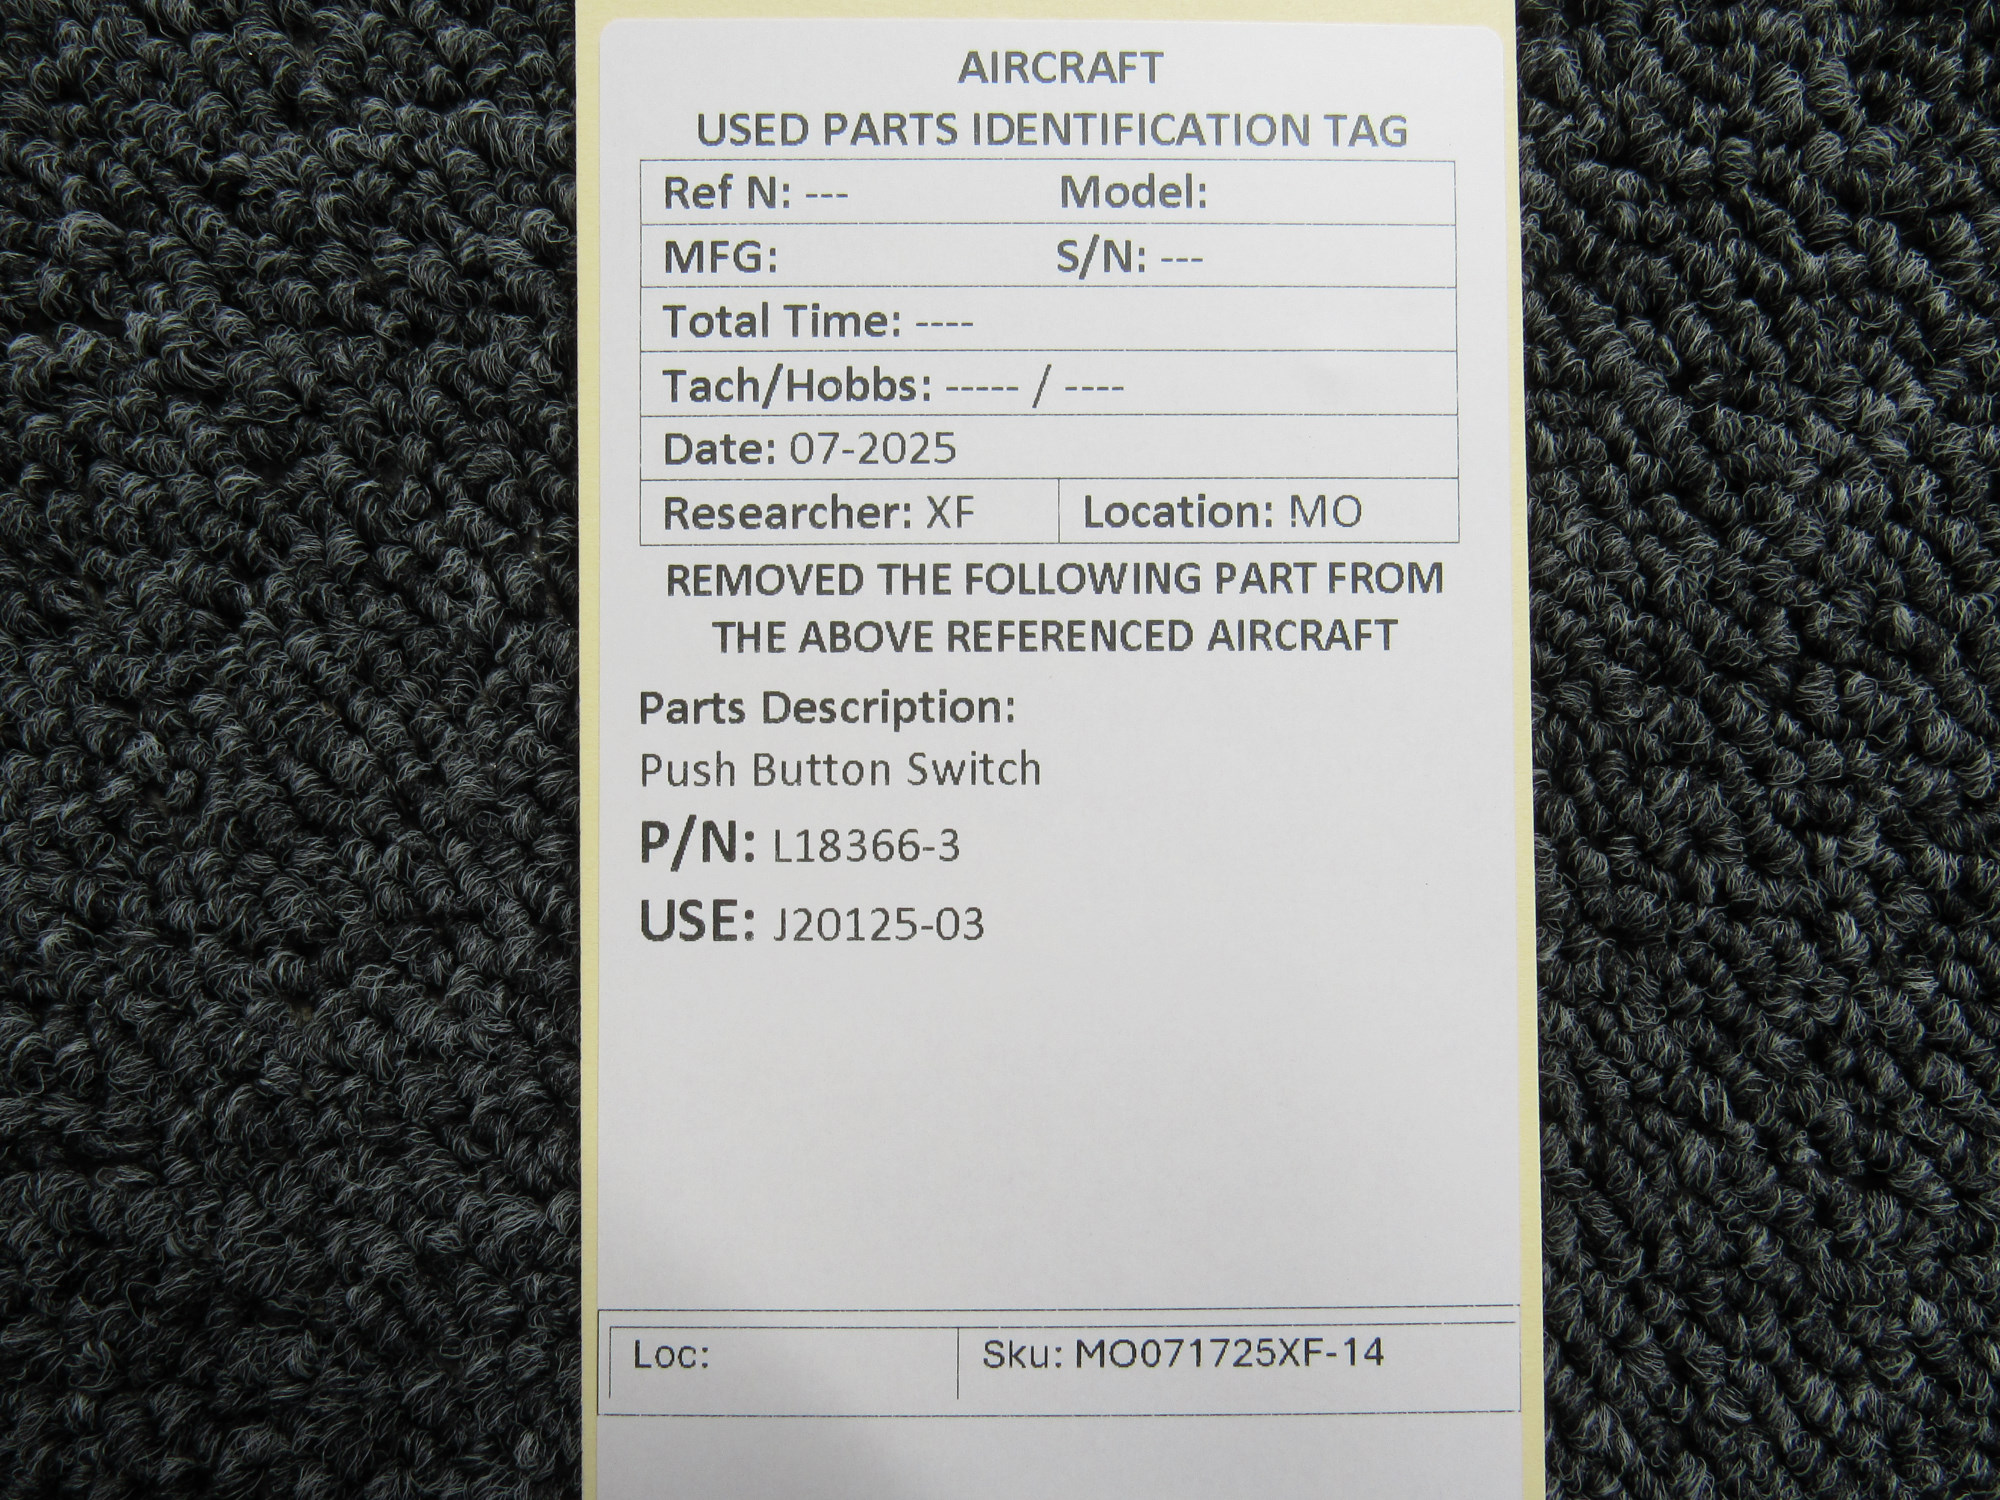 AIRCRAFT
USED PARTS IDENTIFICATION TAG
Ref N: --- Model:
MFG: S/N: ---
Total Time: ----
Tach/Hobbs: ----- / ----
Date: 07-2025
Researcher: XF Location: MO
REMOVED THE FOLLOWING PART FROM
THE ABOVE REFERENCED AIRCRAFT
Parts Description:
Push Button Switch
P/N: L18366-3
USE: J20125-03
Loc: Sku: MO071725XF-14